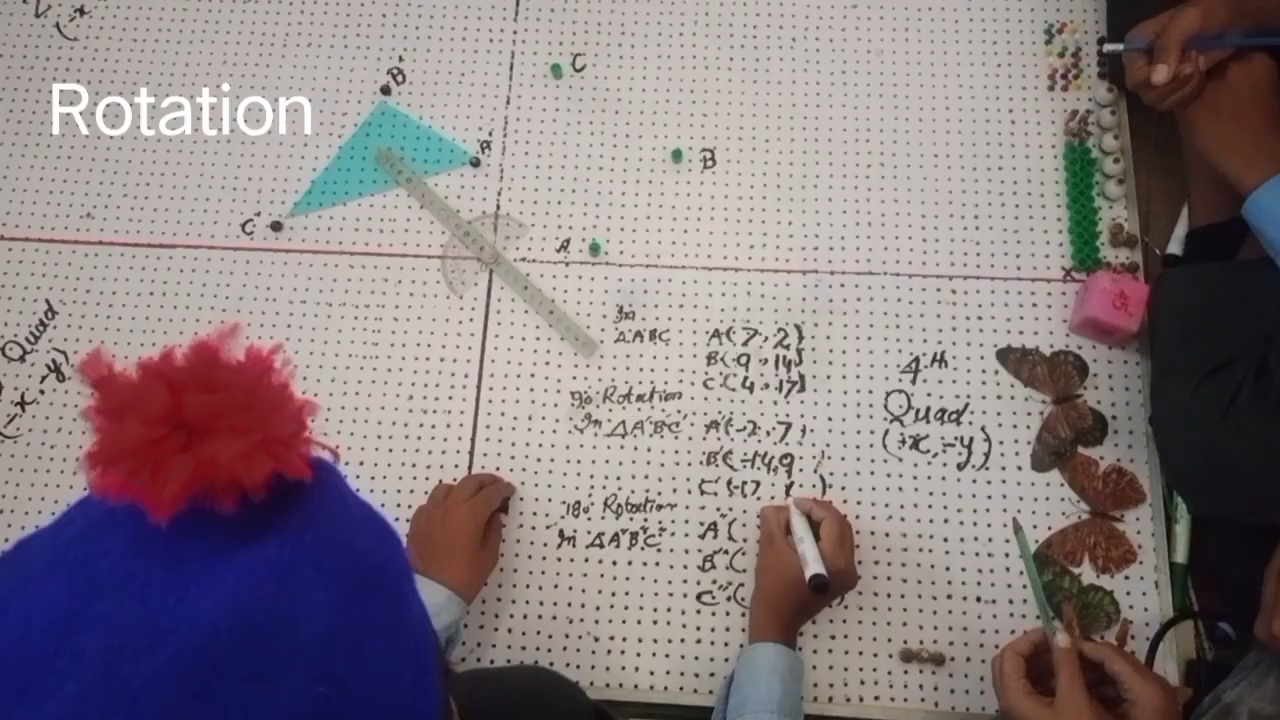 (-x
Rotation
B'
C
A'
B
C'
A
In
ΔABC A(7,2)
B(9,14)
C(4,17)
90° Rotation
In ΔA'B'C' A'(-2,7)
B'(-14,9)
C'(-17, )
180° Rotation
In ΔA"B"C" A"(
B"(
C"(
4th
Quad.
(+x,-y)
Quad.
(-x,-y)
X